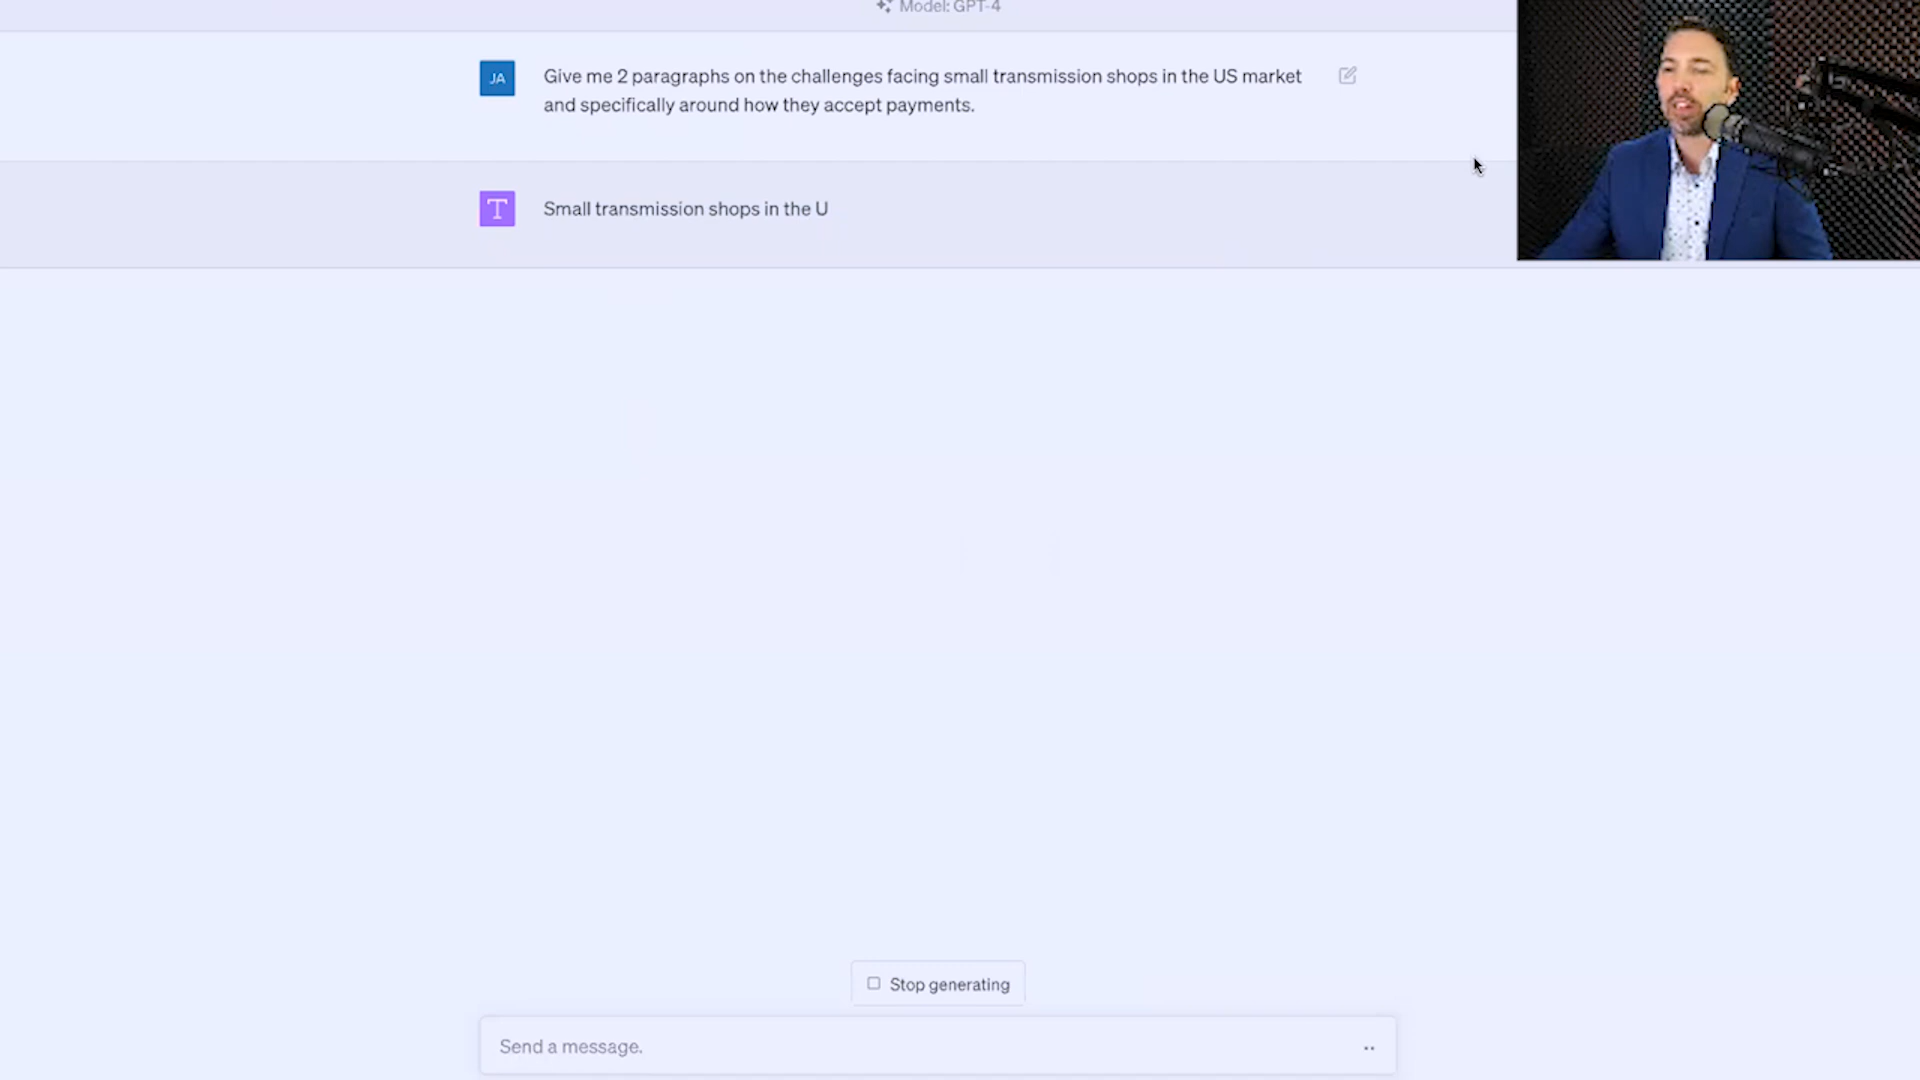 Model: GPT-4
JA
Give me 2 paragraphs on the challenges facing small transmission shops in the US market
and specifically around how they accept payments.
T
Small transmission shops in the U
Stop generating
Send a message.